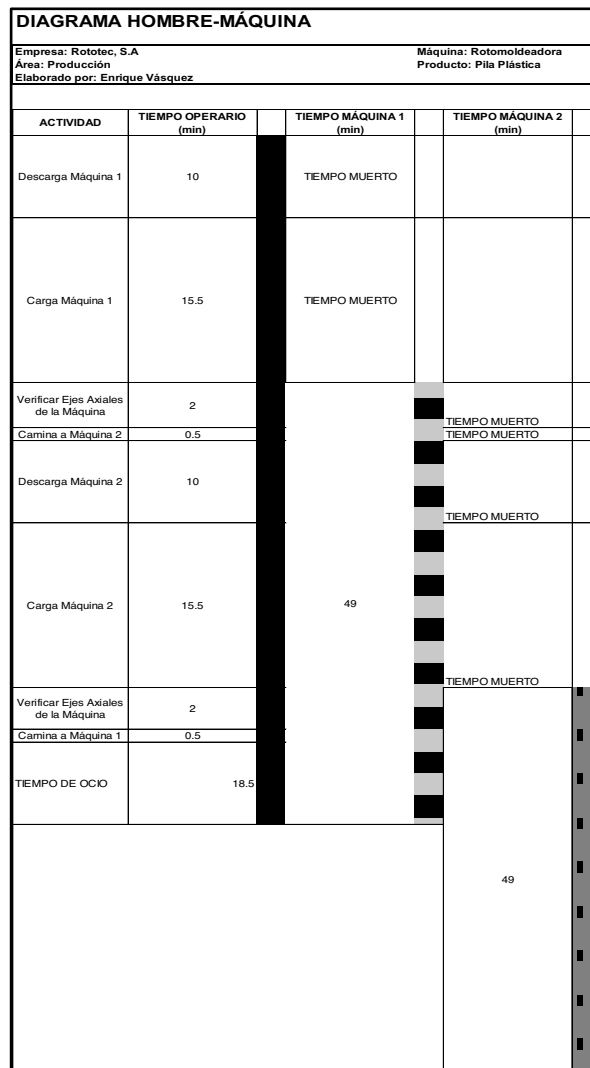 DIAGRAMA HOMBRE-MÁQUINA
Empresa: Rototec, S.A
Máquina: Rotomoldeadora
Área: Producción
Producto: Pila Plástica
Elaborado por: Enrique Vásquez
ACTIVIDAD
TIEMPO OPERARIO
(min)
TIEMPO MÁQUINA 1
(min)
TIEMPO MÁQUINA 2
(min)
Descarga Máquina 1
10
TIEMPO MUERTO
Carga Máquina 1
15.5
TIEMPO MUERTO
Verificar Ejes Axiales
de la Máquina
2
TIEMPO MUERTO
Camina a Máquina 2
0.5
TIEMPO MUERTO
Descarga Máquina 2
10
TIEMPO MUERTO
Carga Máquina 2
15.5
49
TIEMPO MUERTO
Verificar Ejes Axiales
de la Máquina
2
Camina a Máquina 1
0.5
TIEMPO DE OCIO
18.5
49